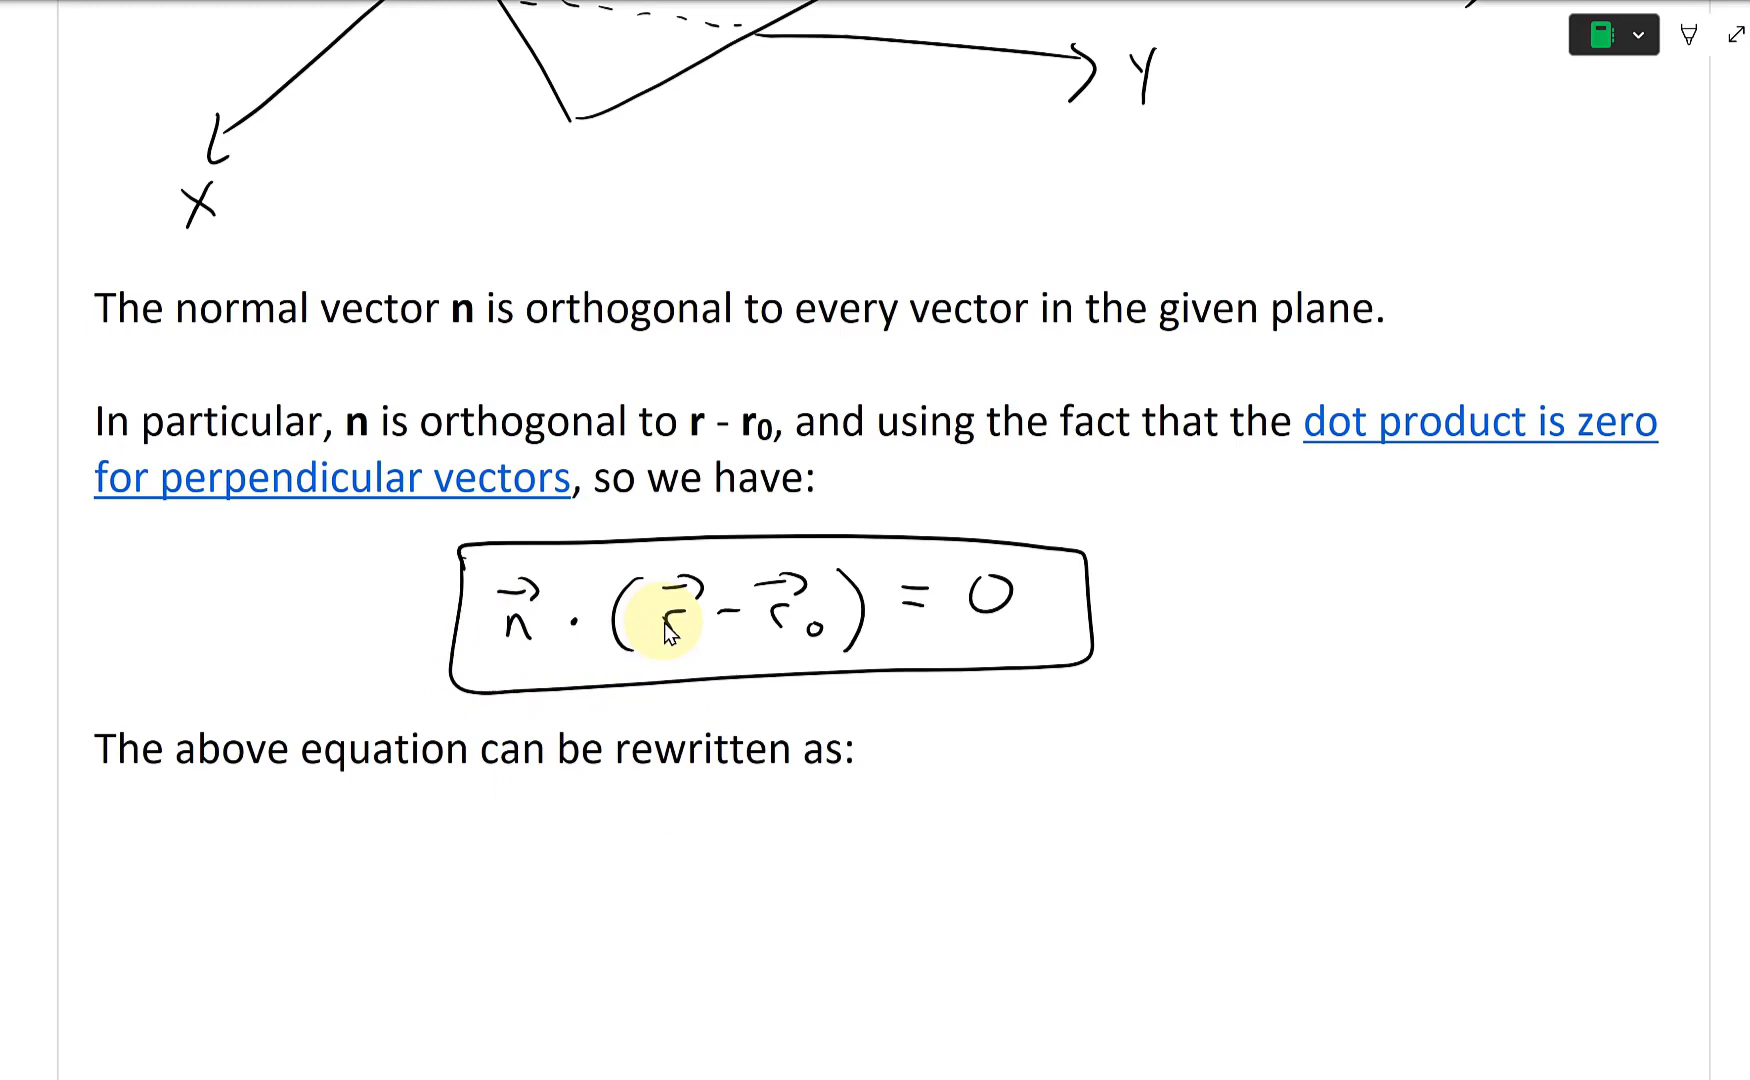 Y
X
The normal vector n is orthogonal to every vector in the given plane.
In particular, n is orthogonal to r - r₀, and using the fact that the dot product is zero
for perpendicular vectors, so we have:
n⃗ · (r⃗ - r⃗₀) = 0
The above equation can be rewritten as: